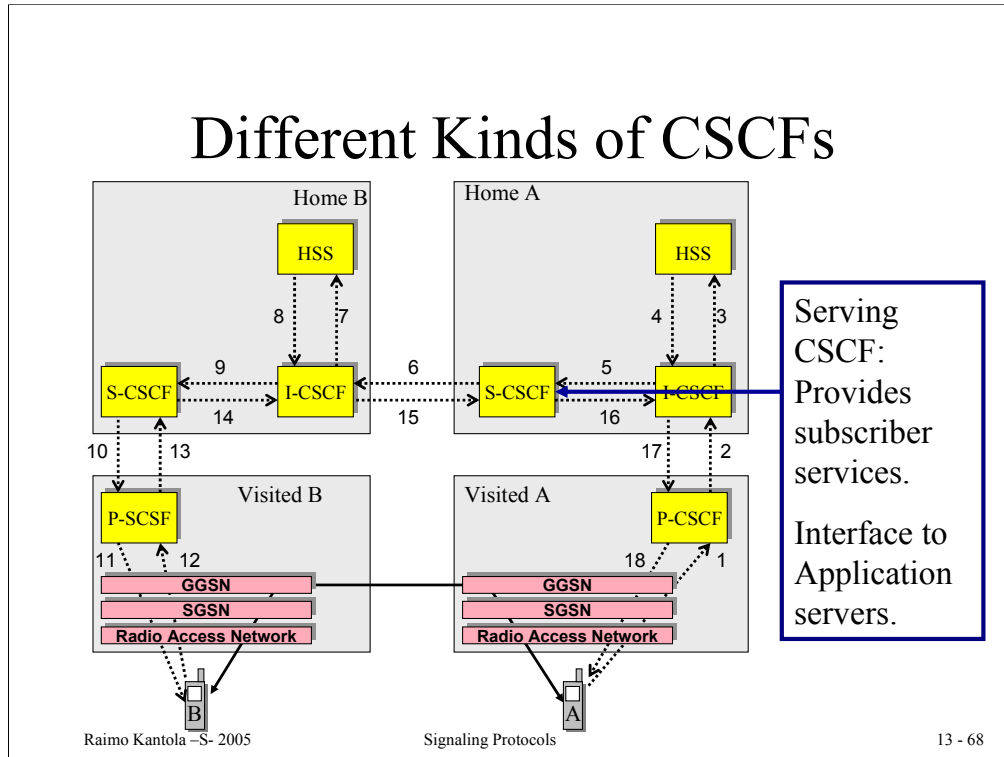 Different Kinds of CSCFs
Home B
HSS
8
7
S-CSCF
9
14
I-CSCF
6
15
Home A
HSS
4
3
S-CSCF
5
16
I-CSCF
10
13
17
2
Visited B
P-SCSF
11
12
GGSN
SGSN
Radio Access Network
B
Visited A
P-CSCF
18
1
GGSN
SGSN
Radio Access Network
A
Serving
CSCF:
Provides
subscriber
services.
Interface to
Application
servers.
Raimo Kantola –S- 2005
Signaling Protocols
13 - 68